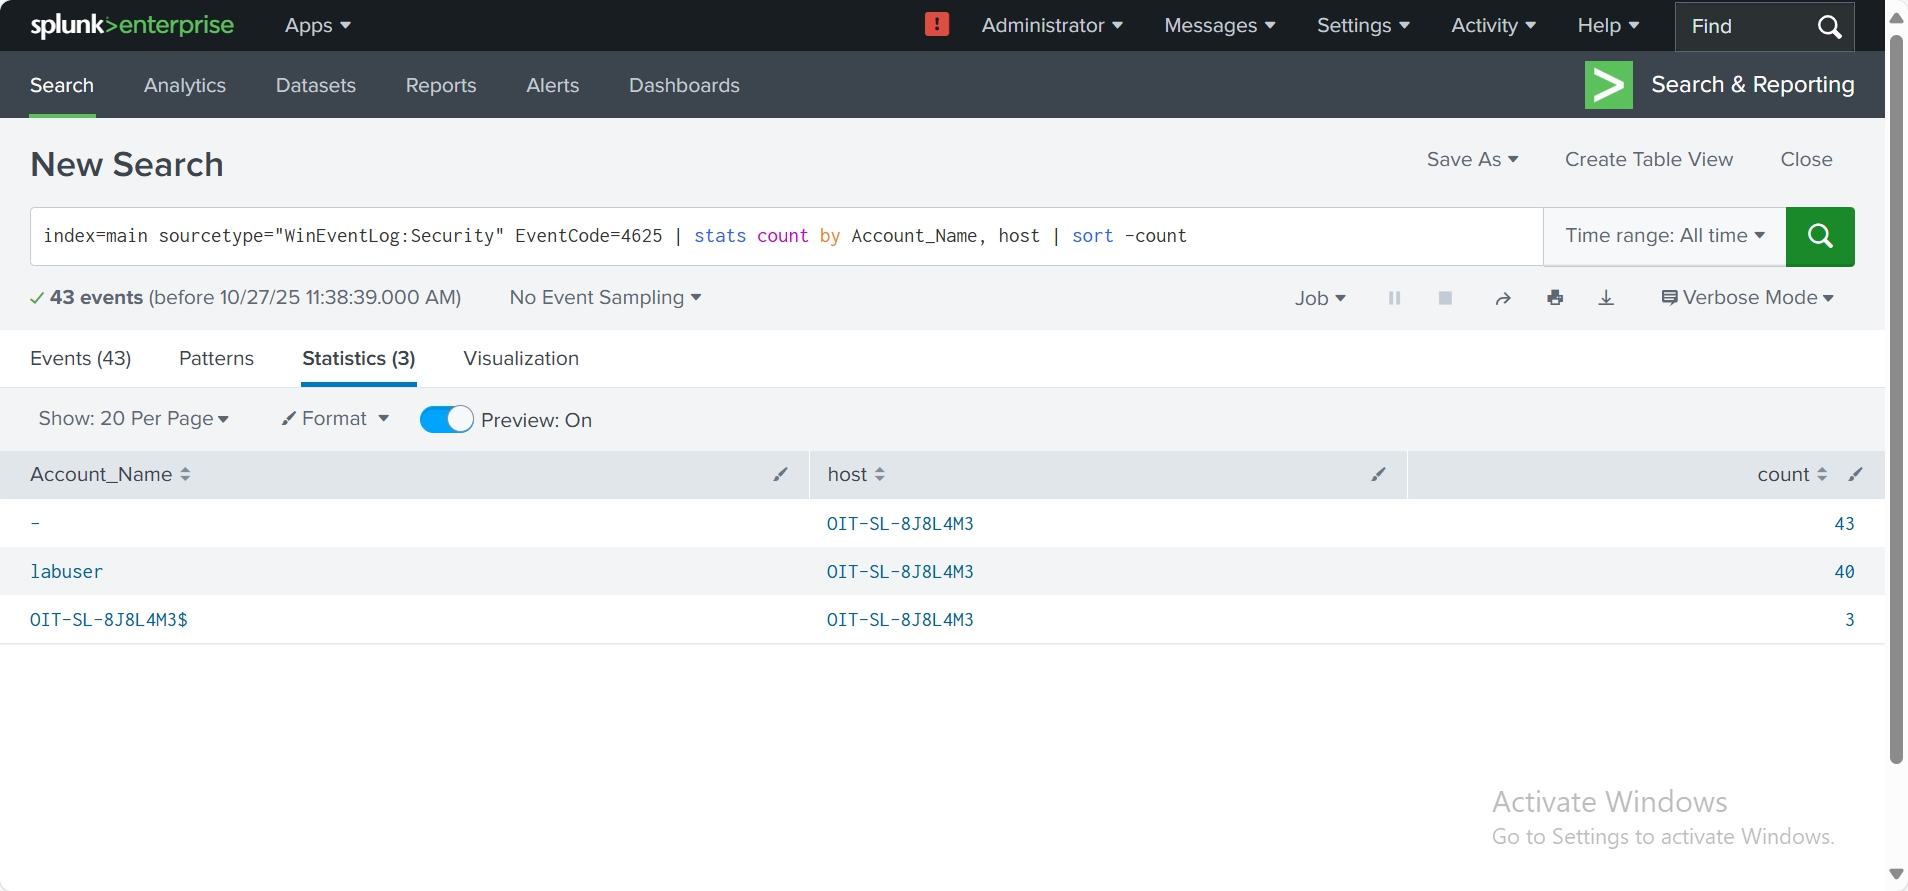 splunk>enterprise Apps Administrator Messages Settings Activity Help Find
Search Analytics Datasets Reports Alerts Dashboards Search & Reporting
New Search Save As Create Table View Close
index=main sourcetype="WinEventLog:Security" EventCode=4625 | stats count by Account_Name, host | sort -count Time range: All time
43 events (before 10/27/25 11:38:39.000 AM) No Event Sampling Job Verbose Mode
Events (43) Patterns Statistics (3) Visualization
Show: 20 Per Page Format Preview: On
Account_Name host count
- OIT-SL-8J8L4M3 43
labuser OIT-SL-8J8L4M3 40
OIT-SL-8J8L4M3$ OIT-SL-8J8L4M3 3
Activate Windows
Go to Settings to activate Windows.